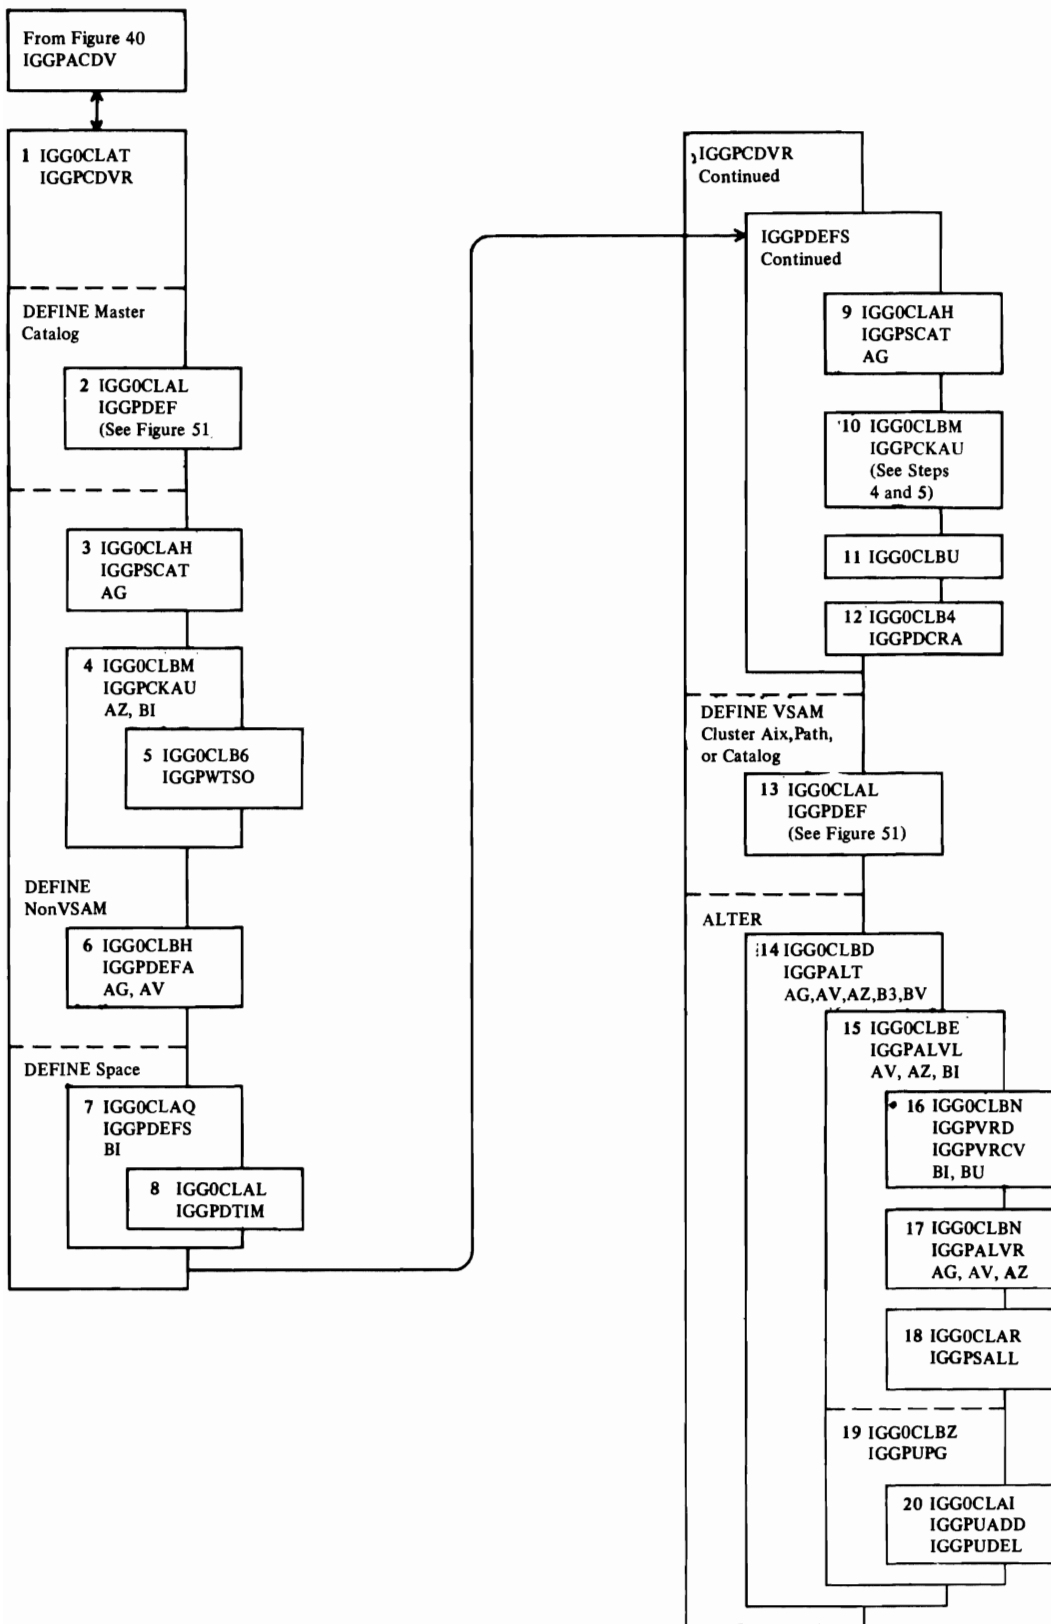 From Figure 40
IGGPACDV
1 IGG0CLAT
IGGPCDVR
DEFINE Master
Catalog
2 IGG0CLAL
IGGPDEF
(See Figure 51
3 IGG0CLAH
IGGPSCAT
AG
4 IGG0CLBM
IGGPCKAU
AZ, BI
5 IGG0CLB6
IGGPWTSO
DEFINE
NonVSAM
6 IGG0CLBH
IGGPDEFA
AG, AV
DEFINE Space
7 IGG0CLAQ
IGGPDEFS
BI
8 IGG0CLAL
IGGPDTIM
IGGPCDVR
Continued
IGGPDEFS
Continued
9 IGG0CLAH
IGGPSCAT
AG
10 IGG0CLBM
IGGPCKAU
(See Steps
4 and 5)
11 IGG0CLBU
12 IGG0CLB4
IGGPDCRA
DEFINE VSAM
Cluster Aix,Path,
or Catalog
13 IGG0CLAL
IGGPDEF
(See Figure 51)
ALTER
14 IGG0CLBD
IGGPALT
AG,AV,AZ,B3,BV
15 IGG0CLBE
IGGPALVL
AV, AZ, BI
16 IGG0CLBN
IGGPVRD
IGGPVRCV
BI, BU
17 IGG0CLBN
IGGPALVR
AG, AV, AZ
18 IGG0CLAR
IGGPSALL
19 IGG0CLBZ
IGGPUPG
20 IGG0CLAI
IGGPUADD
IGGPUDEL